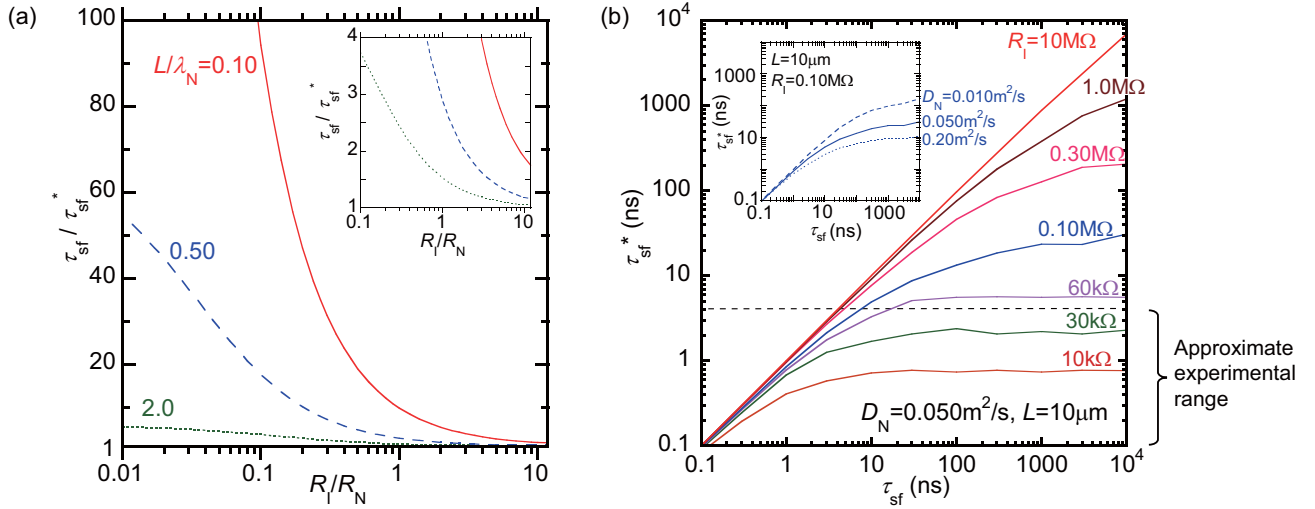 (a)
100
80
60
40
20
1
τsf / τsf*
L/λN=0.10
0.50
2.0
0.01
0.1
1
10
RI/RN
4
3
2
1
τsf / τsf*
0.1
1
10
RI/RN
(b)
10⁴
1000
100
10
1
0.1
τsf* (ns)
RI=10MΩ
1.0MΩ
0.30MΩ
0.10MΩ
60kΩ
30kΩ
10kΩ
DN=0.050m²/s, L=10μm
0.1
1
10
100
1000
10⁴
τsf (ns)
L=10μm
RI=0.10MΩ
1000
10
0.1
τsf* (ns)
DN=0.010m²/s
0.050m²/s
0.20m²/s
0.1
10
1000
τsf (ns)
Approximate
experimental
range